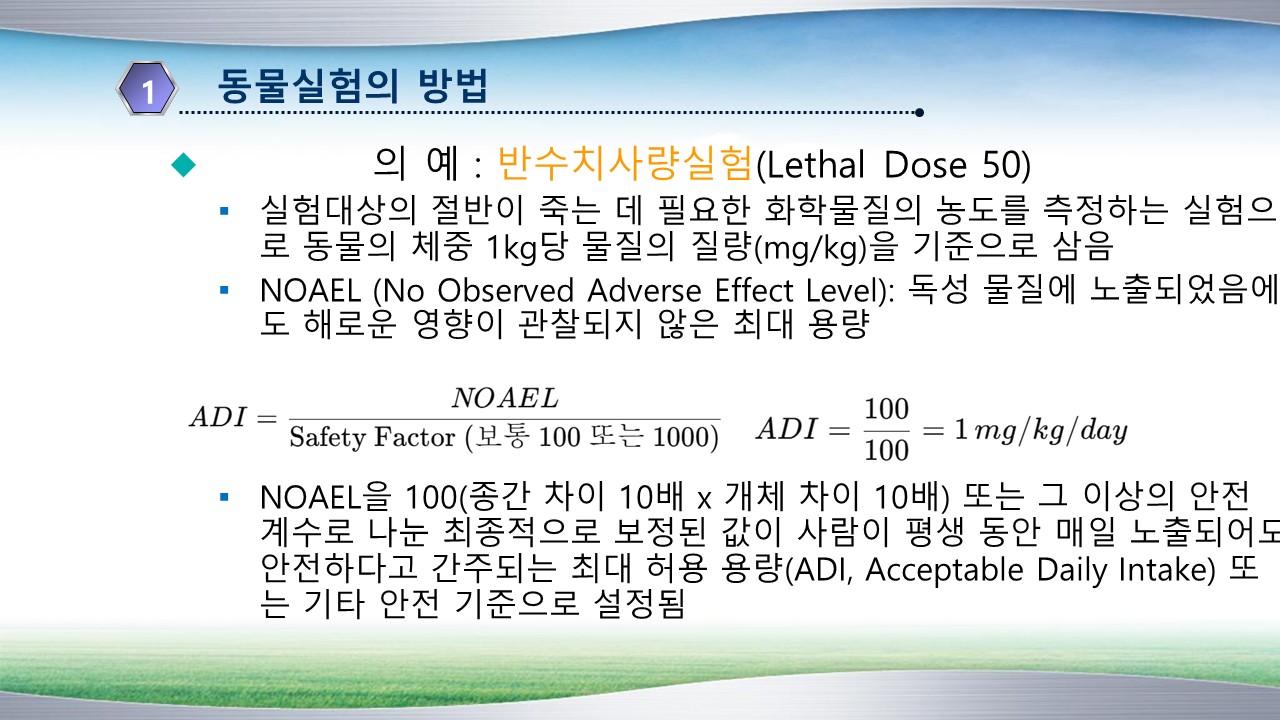 1 동물실험의 방법
의 예 : 반수치사량실험(Lethal Dose 50)
실험대상의 절반이 죽는 데 필요한 화학물질의 농도를 측정하는 실험으
로 동물의 체중 1kg당 물질의 질량(mg/kg)을 기준으로 삼음
NOAEL (No Observed Adverse Effect Level): 독성 물질에 노출되었음에
도 해로운 영향이 관찰되지 않은 최대 용량
ADI = NOAEL / Safety Factor (보통 100 또는 1000)
ADI = 100 / 100 = 1 mg/kg/day
NOAEL을 100(종간 차이 10배 x 개체 차이 10배) 또는 그 이상의 안전
계수로 나눈 최종적으로 보정된 값이 사람이 평생 동안 매일 노출되어도
안전하다고 간주되는 최대 허용 용량(ADI, Acceptable Daily Intake) 또
는 기타 안전 기준으로 설정됨